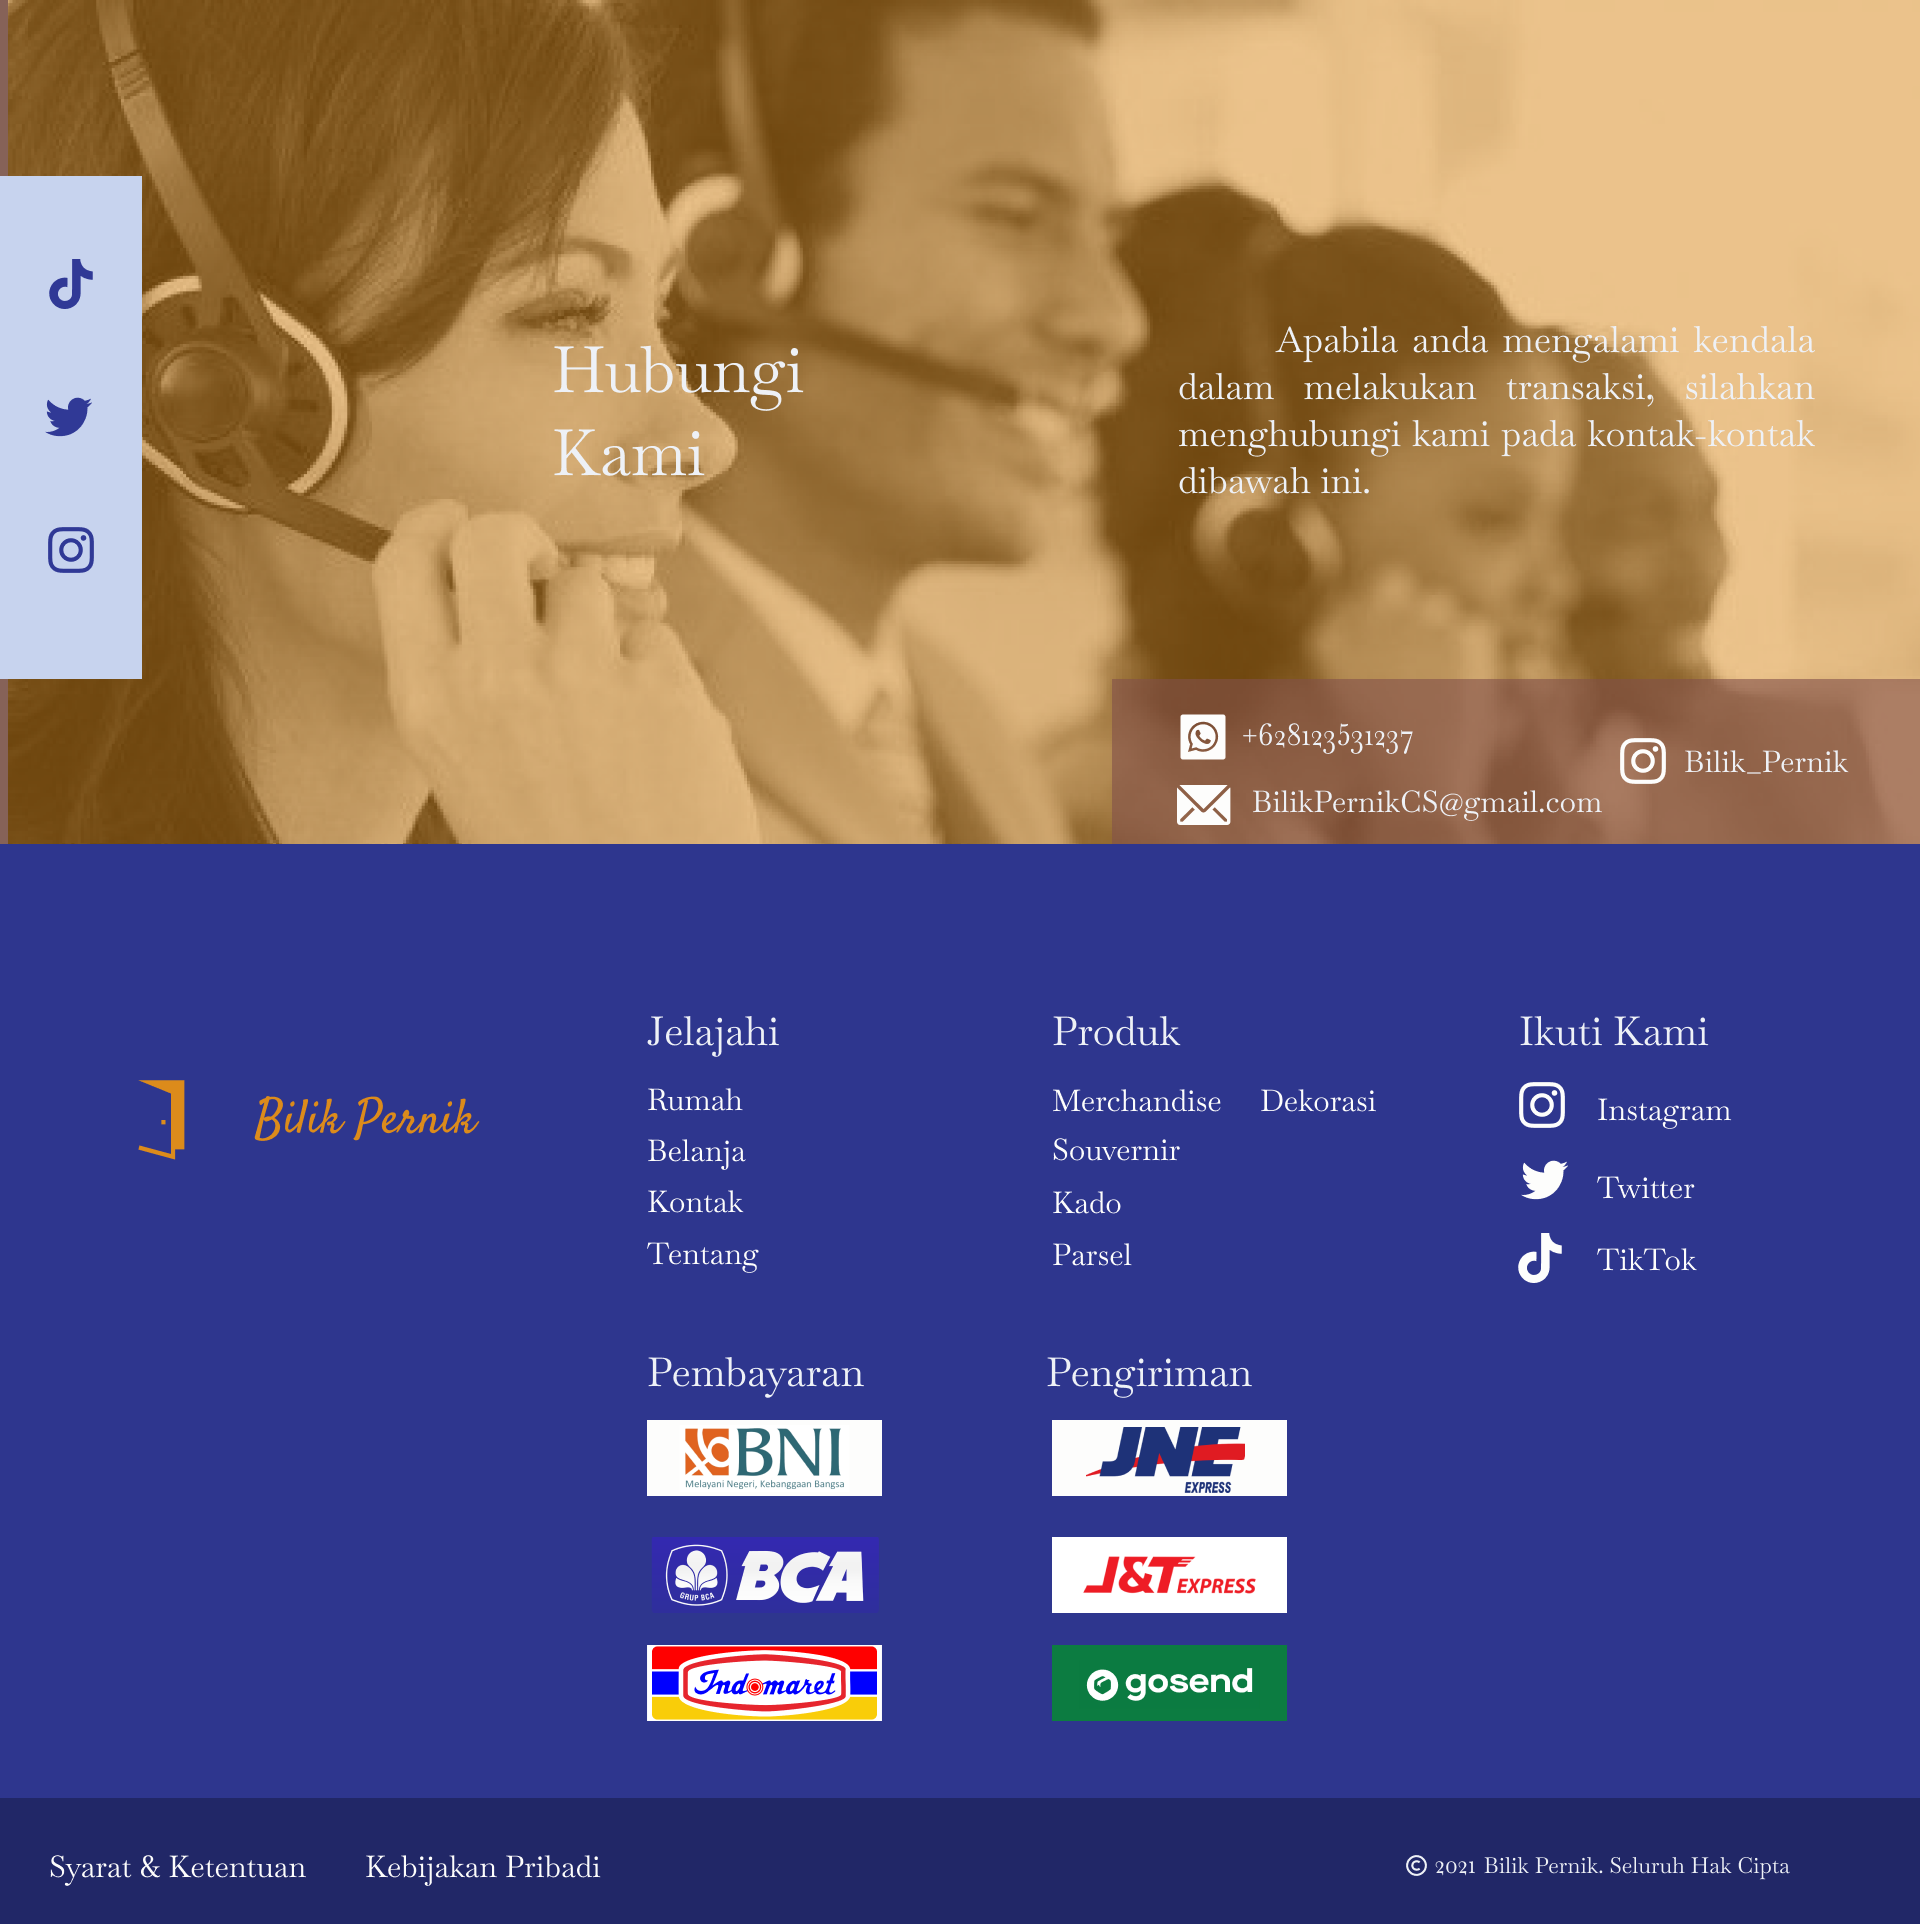 Hubungi
Kami
Apabila anda mengalami kendala
dalam melakukan transaksi, silahkan
menghubungi kami pada kontak-kontak
dibawah ini.
+628123531237
BilikPernikCS@gmail.com
Bilik_Pernik
Bilik Pernik
Jelajahi
Rumah
Belanja
Kontak
Tentang
Produk
Merchandise Dekorasi
Souvernir
Kado
Parsel
Ikuti Kami
Instagram
Twitter
TikTok
Pembayaran
BNI
Melayani Negeri, Kebanggaan Bangsa
GRUP BCA
BCA
Indomaret
Pengiriman
JNE
EXPRESS
J&T EXPRESS
gosend
Syarat & Ketentuan Kebijakan Pribadi
© 2021 Bilik Pernik. Seluruh Hak Cipta